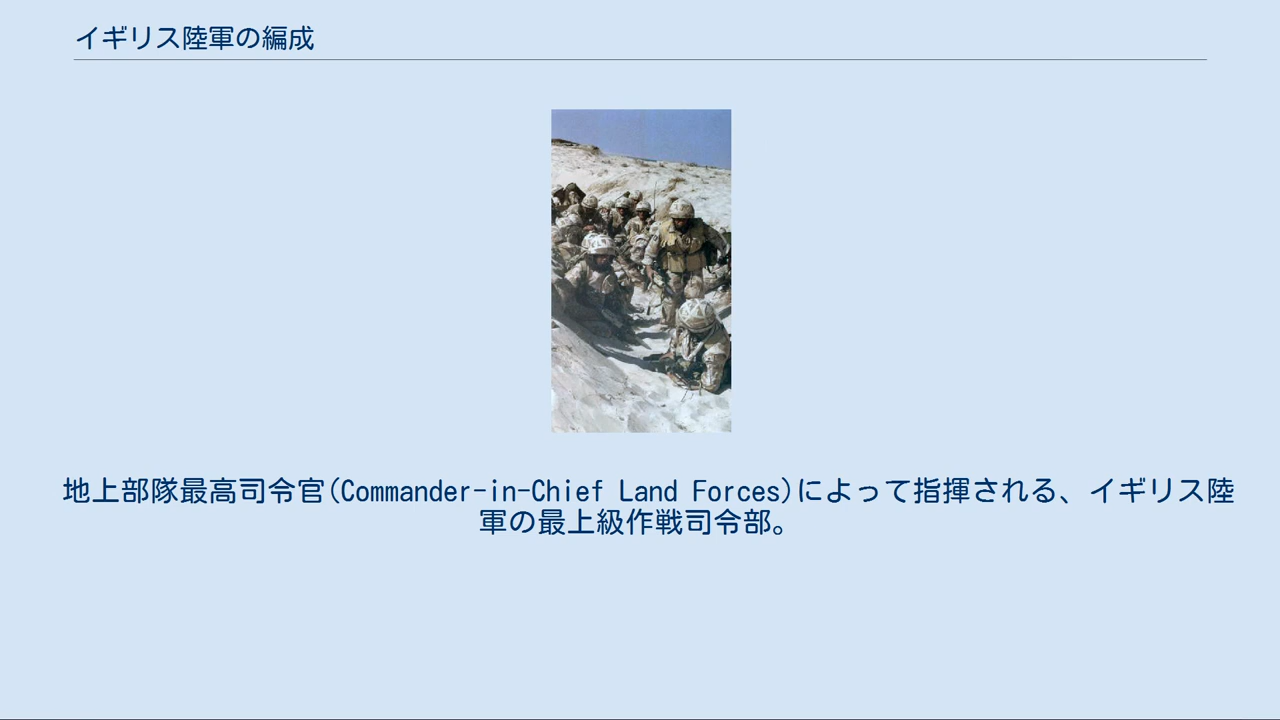 イギリス陸軍の編成
地上部隊最高司令官(Commander-in-Chief Land Forces)によって指揮される、イギリス陸
軍の最上級作戦司令部。